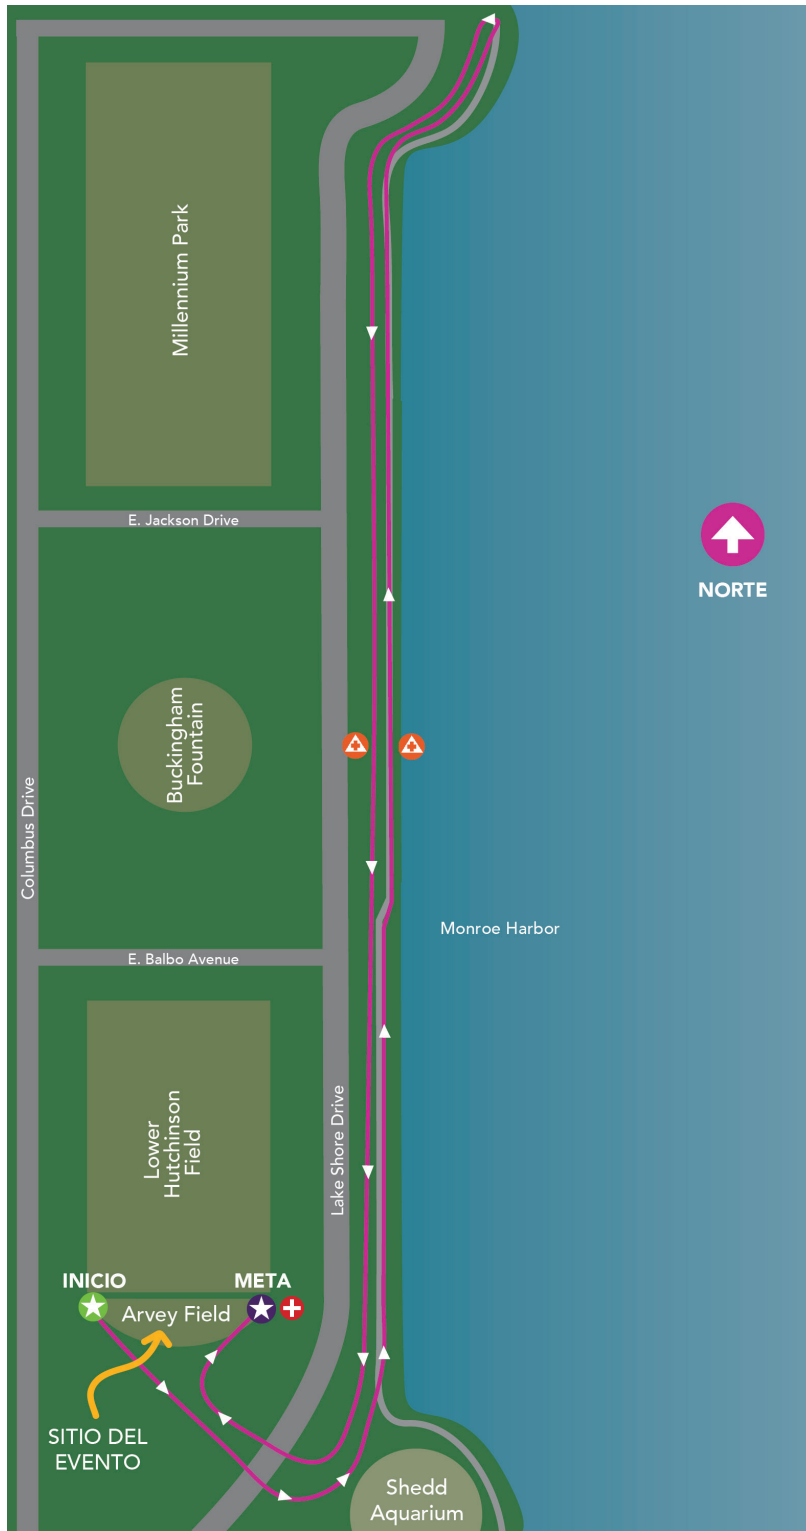 Millennium Park
E. Jackson Drive
NORTE
Buckingham
Fountain
Columbus Drive
Monroe Harbor
E. Balbo Avenue
Lower
Hutchinson
Field
Lake Shore Drive
INICIO
META
Arvey Field
SITIO DEL
EVENTO
Shedd
Aquarium